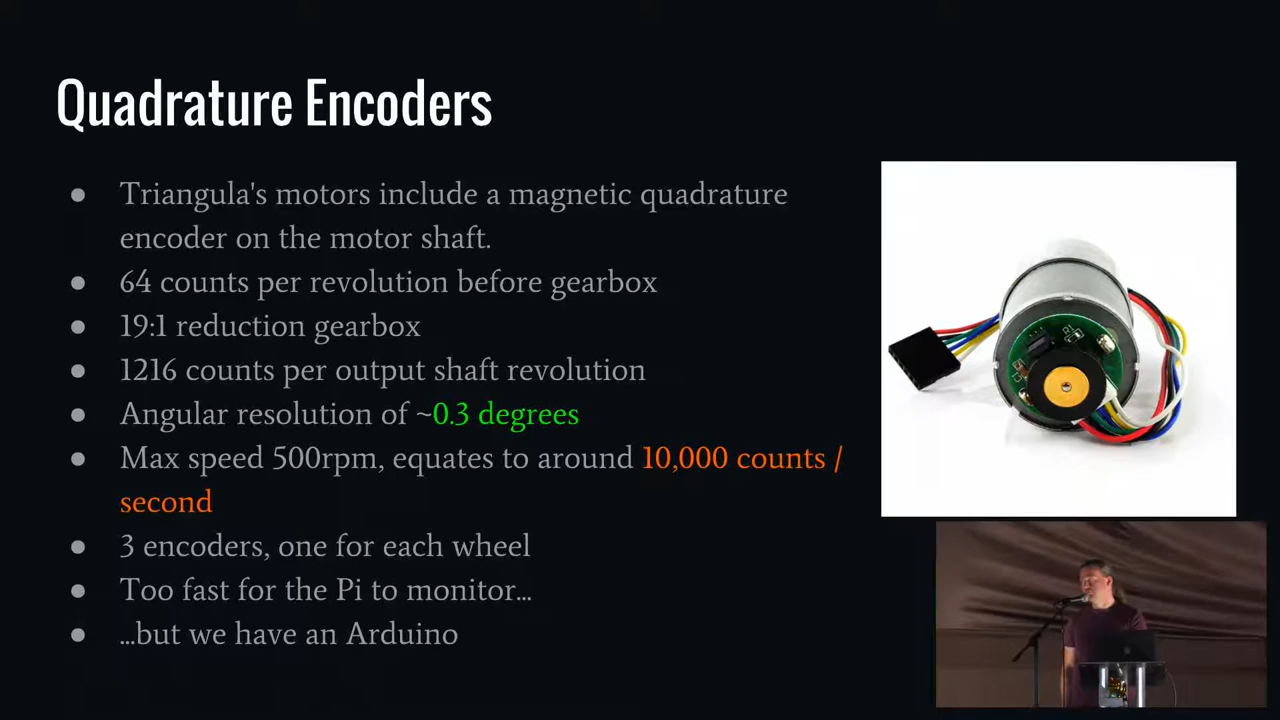 Quadrature Encoders
● Triangula's motors include a magnetic quadrature
encoder on the motor shaft.
● 64 counts per revolution before gearbox
● 19:1 reduction gearbox
● 1216 counts per output shaft revolution
● Angular resolution of ~0.3 degrees
● Max speed 500rpm, equates to around 10,000 counts /
second
● 3 encoders, one for each wheel
● Too fast for the Pi to monitor...
● ...but we have an Arduino